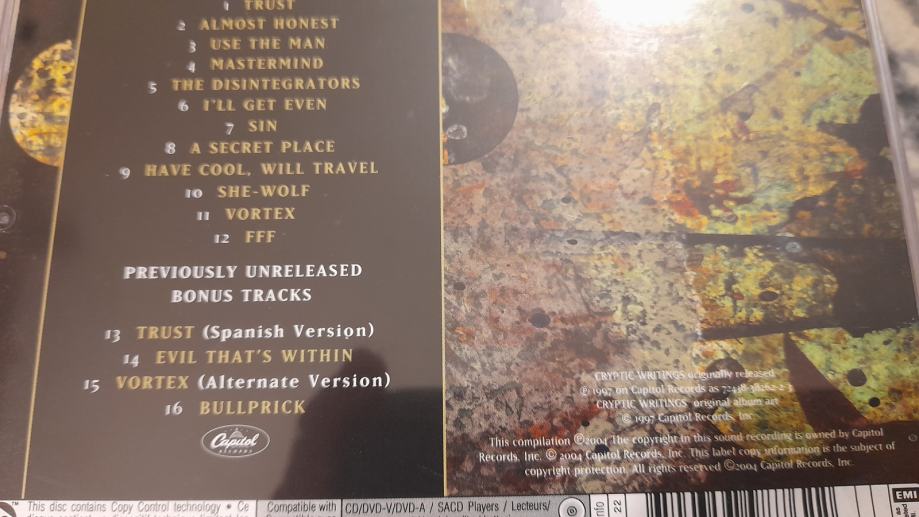 1 TRUST
2 ALMOST HONEST
3 USE THE MAN
4 MASTERMIND
5 THE DISINTEGRATORS
6 I'LL GET EVEN
7 SIN
8 A SECRET PLACE
9 HAVE COOL, WILL TRAVEL
10 SHE-WOLF
11 VORTEX
12 FFF
PREVIOUSLY UNRELEASED
BONUS TRACKS
13 TRUST (Spanish Version)
14 EVIL THAT'S WITHIN
15 VORTEX (Alternate Version)
16 BULLPRICK
Capitol
RECORDS
CRYPTIC WRITINGS originally released
℗ 1997 on Capitol Records as 72438-38262-2 3
CRYPTIC WRITINGS original album art
© 1997 Capitol Records, Inc
This compilation ℗2004 The copyright in this sound recording is owned by Capitol
Records, Inc. © 2004 Capitol Records, Inc. This label copy information is the subject of
copyright protection. All rights reserved ©2004 Capitol Records, Inc.
This disc contains Copy Control technology • Ce
Compatible with
CD/DVD-V/DVD-A / SACD Players / Lecteurs/
22
EMI